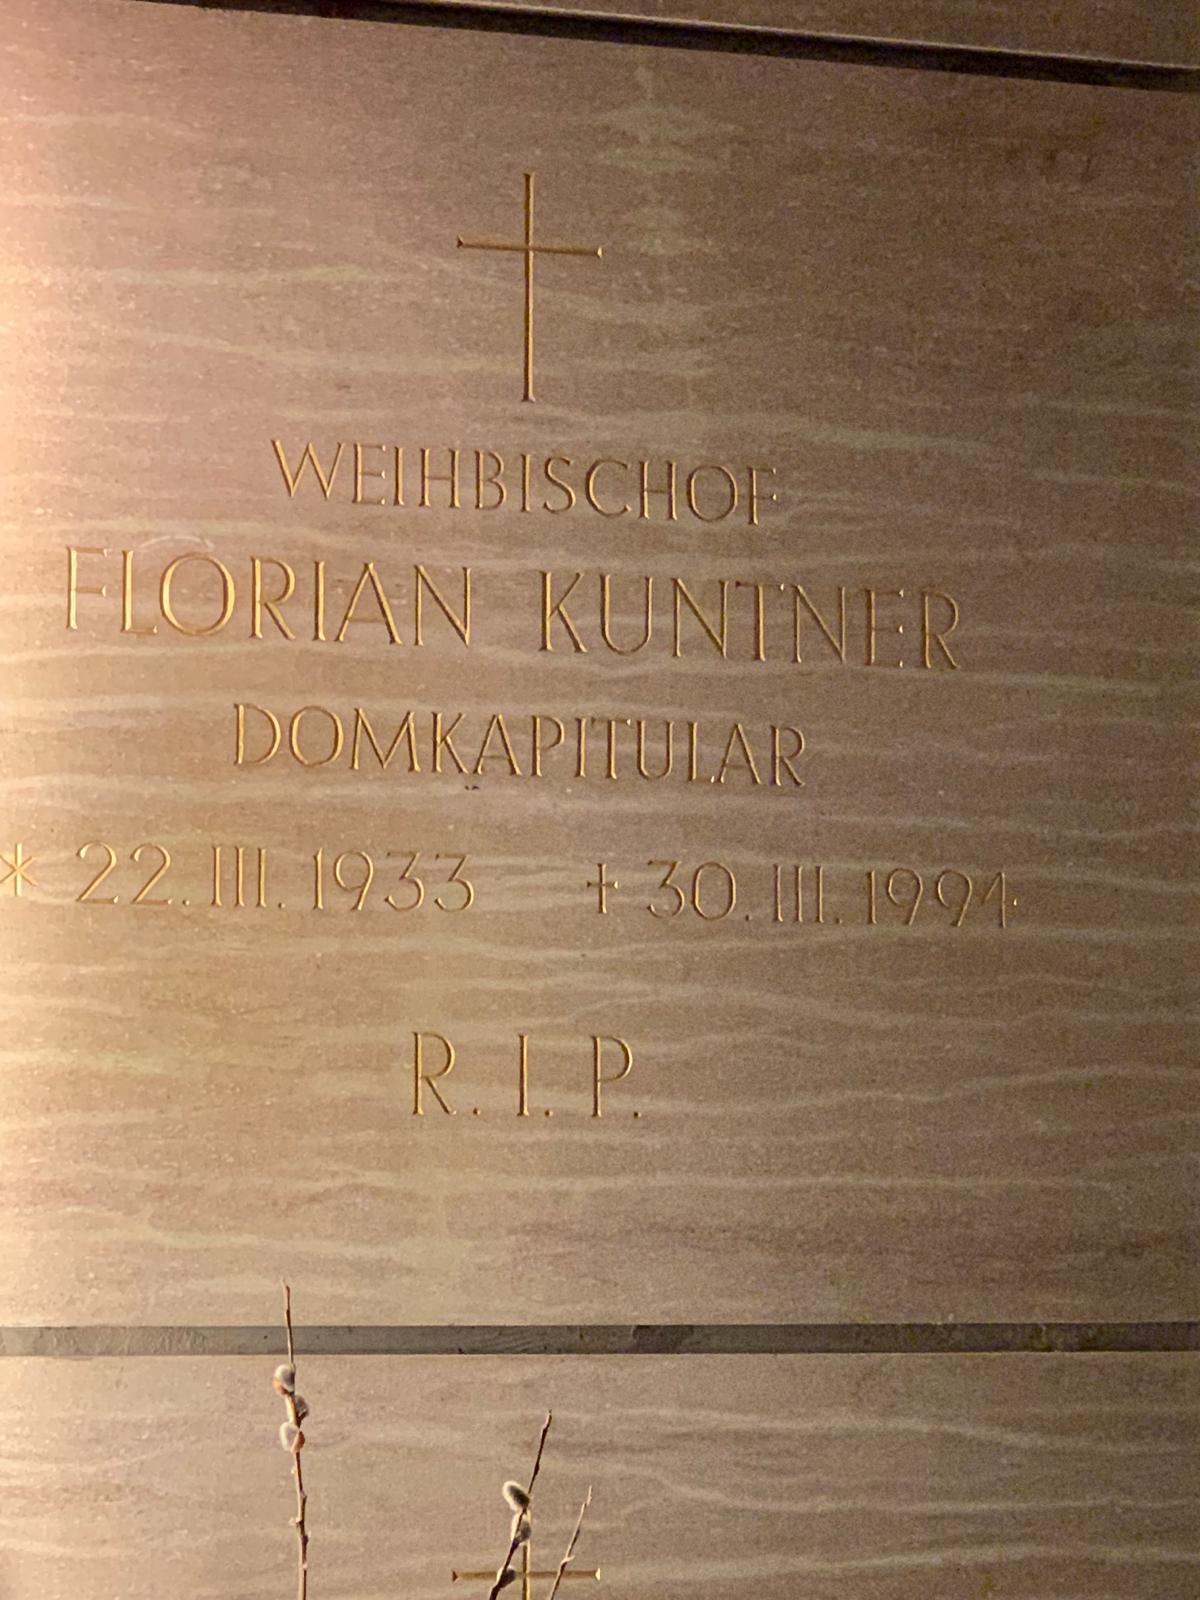 WEIHBISCHOF
FLORIAN KUNTNER
DOMKAPITULAR
* 22. III. 1933 † 30. III. 1994
R. I. P.